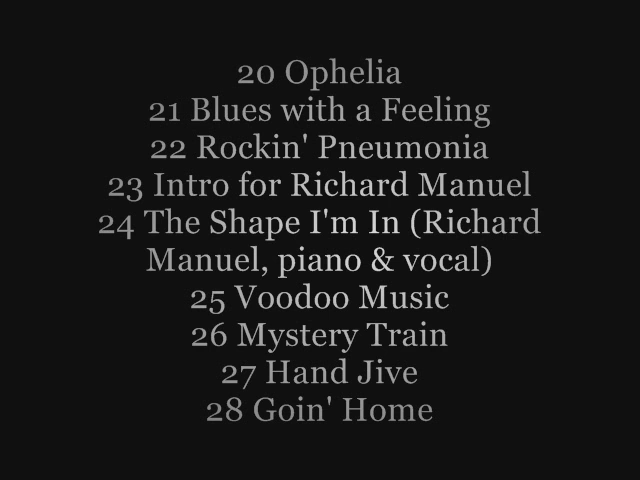 20 Ophelia
21 Blues with a Feeling
22 Rockin' Pneumonia
23 Intro for Richard Manuel
24 The Shape I'm In (Richard
Manuel, piano & vocal)
25 Voodoo Music
26 Mystery Train
27 Hand Jive
28 Goin' Home